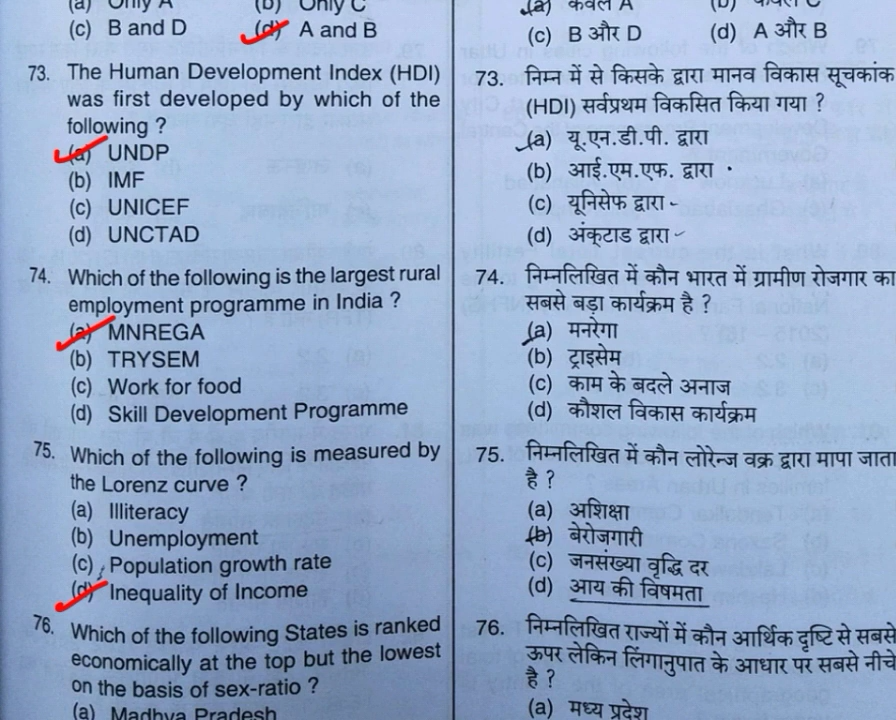 (a) Only A (b) Only C
(c) B and D (d) A and B
73. The Human Development Index (HDI)
was first developed by which of the
following ?
(a) UNDP
(b) IMF
(c) UNICEF
(d) UNCTAD
74. Which of the following is the largest rural
employment programme in India ?
(a) MNREGA
(b) TRYSEM
(c) Work for food
(d) Skill Development Programme
75. Which of the following is measured by
the Lorenz curve ?
(a) Illiteracy
(b) Unemployment
(c) Population growth rate
(d) Inequality of Income
76. Which of the following States is ranked
economically at the top but the lowest
on the basis of sex-ratio ?
(a) Madhya Pradesh
(a) केवल A (b) केवल C
(c) B और D (d) A और B
73. निम्न में से किसके द्वारा मानव विकास सूचकांक
(HDI) सर्वप्रथम विकसित किया गया ?
(a) यू.एन.डी.पी. द्वारा
(b) आई.एम.एफ. द्वारा
(c) यूनिसेफ द्वारा
(d) अंक्टाड द्वारा
74. निम्नलिखित में कौन भारत में ग्रामीण रोजगार का
सबसे बड़ा कार्यक्रम है ?
(a) मनरेगा
(b) ट्राइसेम
(c) काम के बदले अनाज
(d) कौशल विकास कार्यक्रम
75. निम्नलिखित में कौन लोरेन्ज वक्र द्वारा मापा जाता
है ?
(a) अशिक्षा
(b) बेरोजगारी
(c) जनसंख्या वृद्धि दर
(d) आय की विषमता
76. निम्नलिखित राज्यों में कौन आर्थिक दृष्टि से सबसे
ऊपर लेकिन लिंगानुपात के आधार पर सबसे नीचे
है ?
(a) मध्य प्रदेश